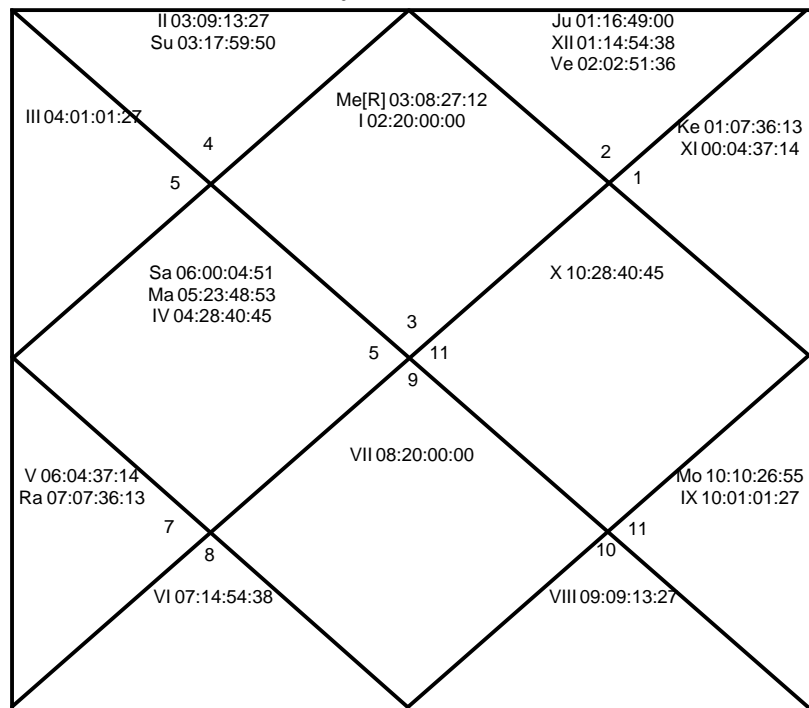 II 03:09:13:27
Su 03:17:59:50
Ju 01:16:49:00
XII 01:14:54:38
Ve 02:02:51:36
III 04:01:01:27
Me[R] 03:08:27:12
I 02:20:00:00
Ke 01:07:36:13
XI 00:04:37:14
4
2
5
1
Sa 06:00:04:51
Ma 05:23:48:53
IV 04:28:40:45
X 10:28:40:45
3
5
11
9
VII 08:20:00:00
V 06:04:37:14
Ra 07:07:36:13
Mo 10:10:26:55
IX 10:01:01:27
7
11
8
10
VI 07:14:54:38
VIII 09:09:13:27